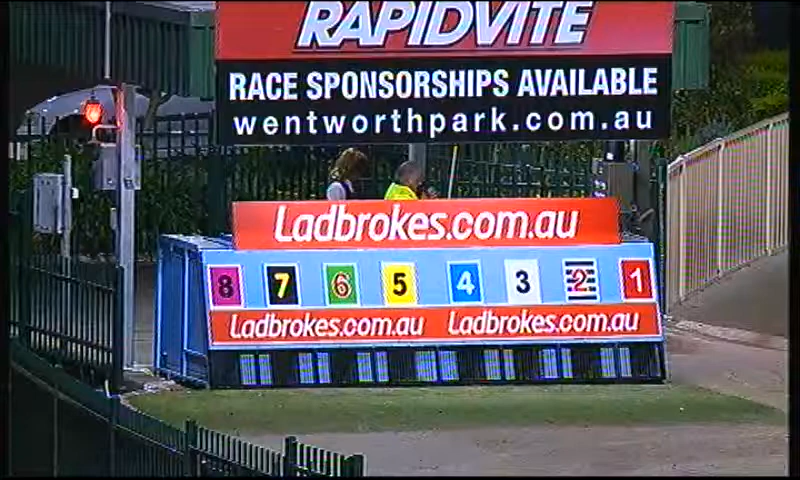 RAPIDVITE
RACE SPONSORSHIPS AVAILABLE
wentworthpark.com.au
Ladbrokes.com.au
8 7 6 5 4 3 2 1
Ladbrokes.com.au Ladbrokes.com.au